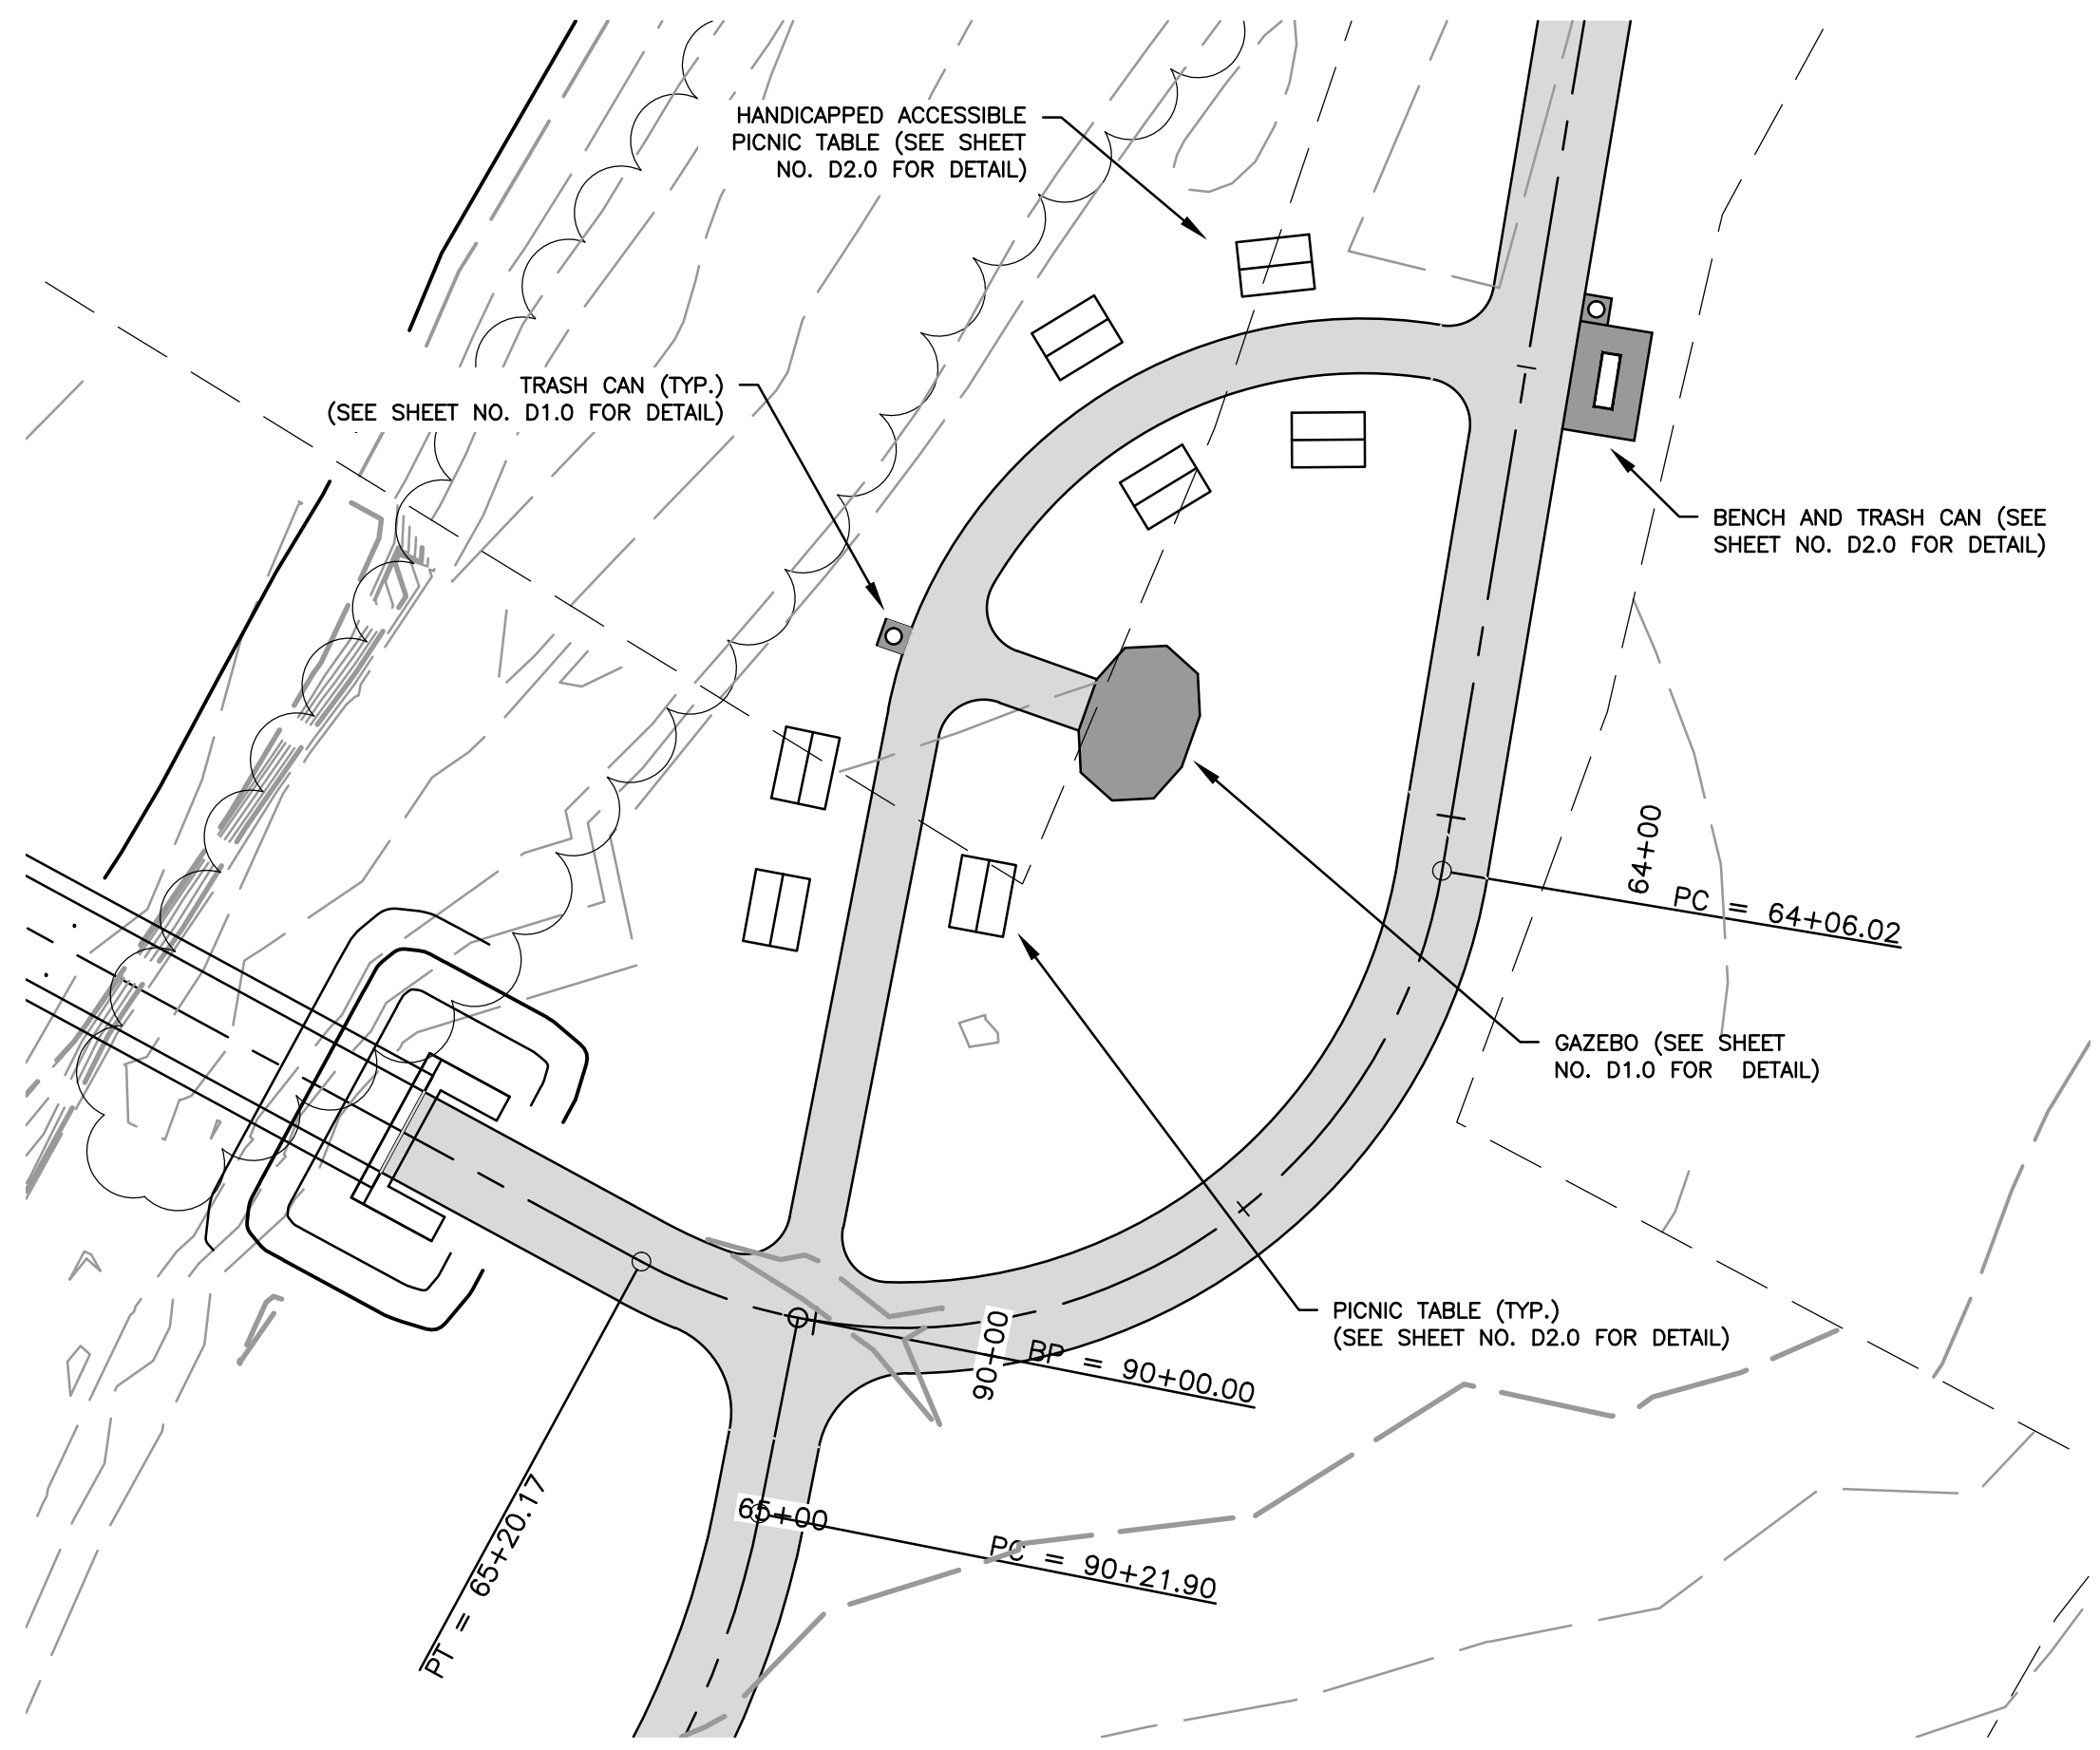 HANDICAPPED ACCESSIBLE
PICNIC TABLE (SEE SHEET
NO. D2.0 FOR DETAIL)
TRASH CAN (TYP.)
(SEE SHEET NO. D1.0 FOR DETAIL)
BENCH AND TRASH CAN (SEE
SHEET NO. D2.0 FOR DETAIL)
64+00
PC = 64+06.02
GAZEBO (SEE SHEET
NO. D1.0 FOR DETAIL)
PICNIC TABLE (TYP.)
(SEE SHEET NO. D2.0 FOR DETAIL)
90+00
BP = 90+00.00
65+00
PC = 90+21.90
PT = 65+20.17